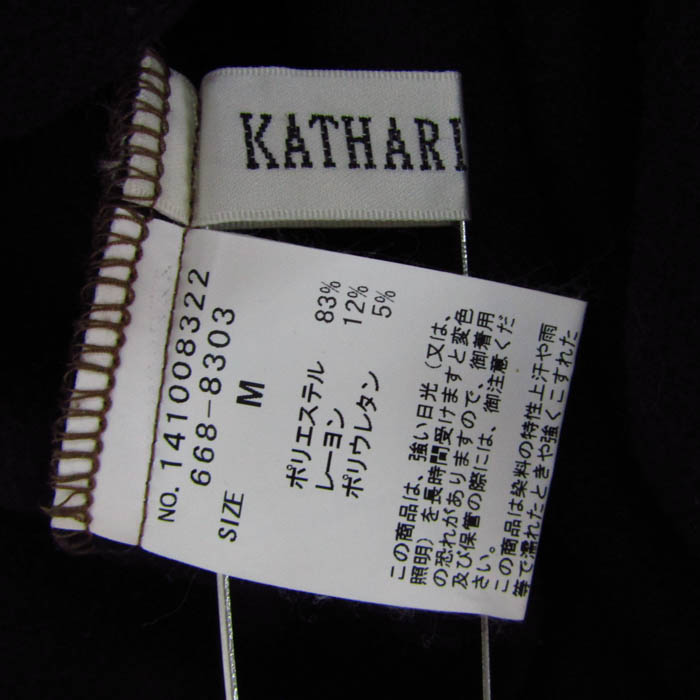 KATHARI
NO. 141008322
668-8303
SIZE M
ポリエステル 83%
レーヨン 12%
ポリウレタン 5%
この商品は、強い日光(又は、
照明)を長時間受けますと変色
の恐れがありますので、御着用
及び保管の際には、御注意くだ
さい。
この商品は染料の特性上汗や雨
等で濡れたときや強くこすれた